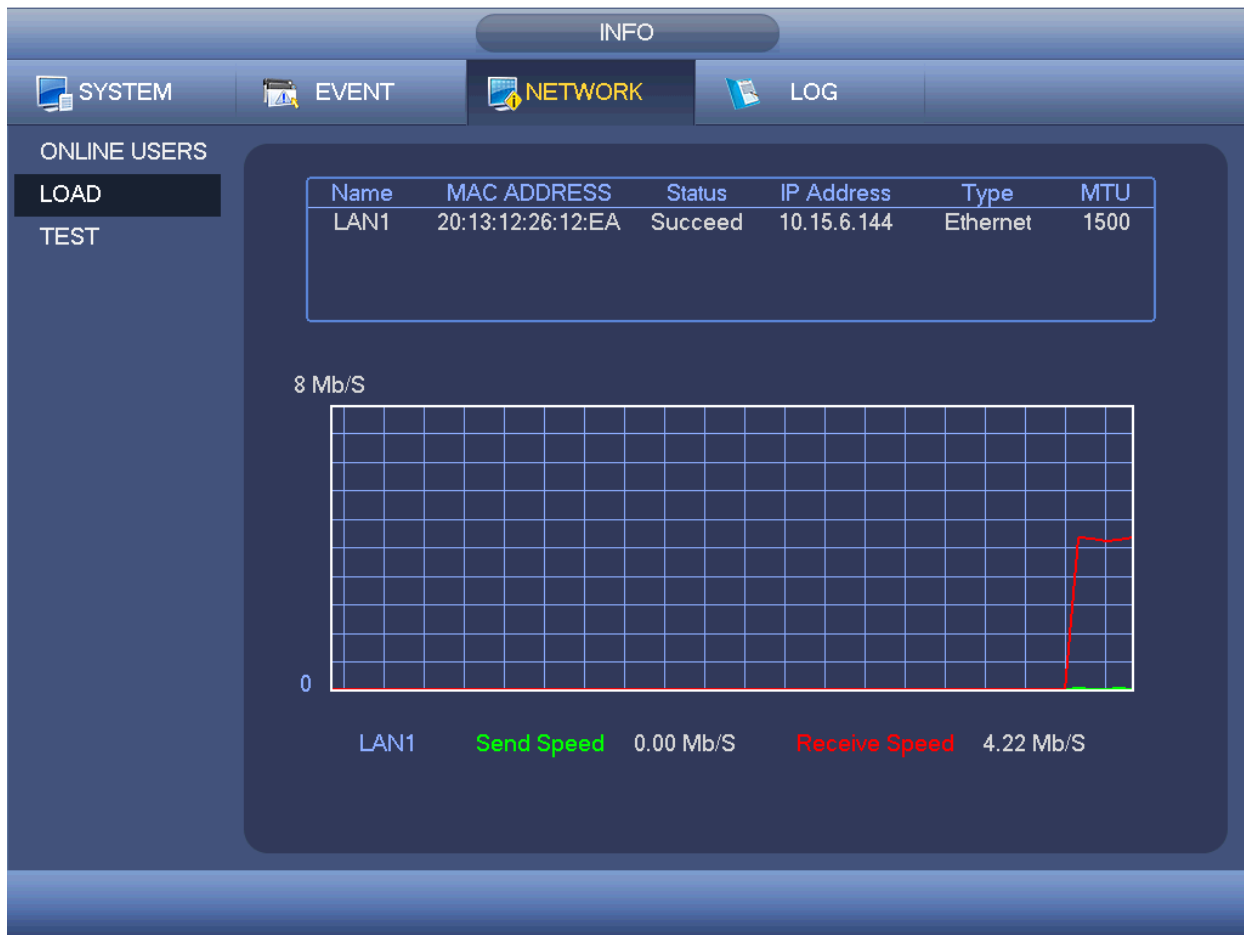 INFO
SYSTEM EVENT NETWORK LOG
ONLINE USERS
LOAD
TEST
Name MAC ADDRESS Status IP Address Type MTU
LAN1 20:13:12:26:12:EA Succeed 10.15.6.144 Ethernet 1500
8 Mb/S
0
LAN1 Send Speed 0.00 Mb/S Receive Speed 4.22 Mb/S